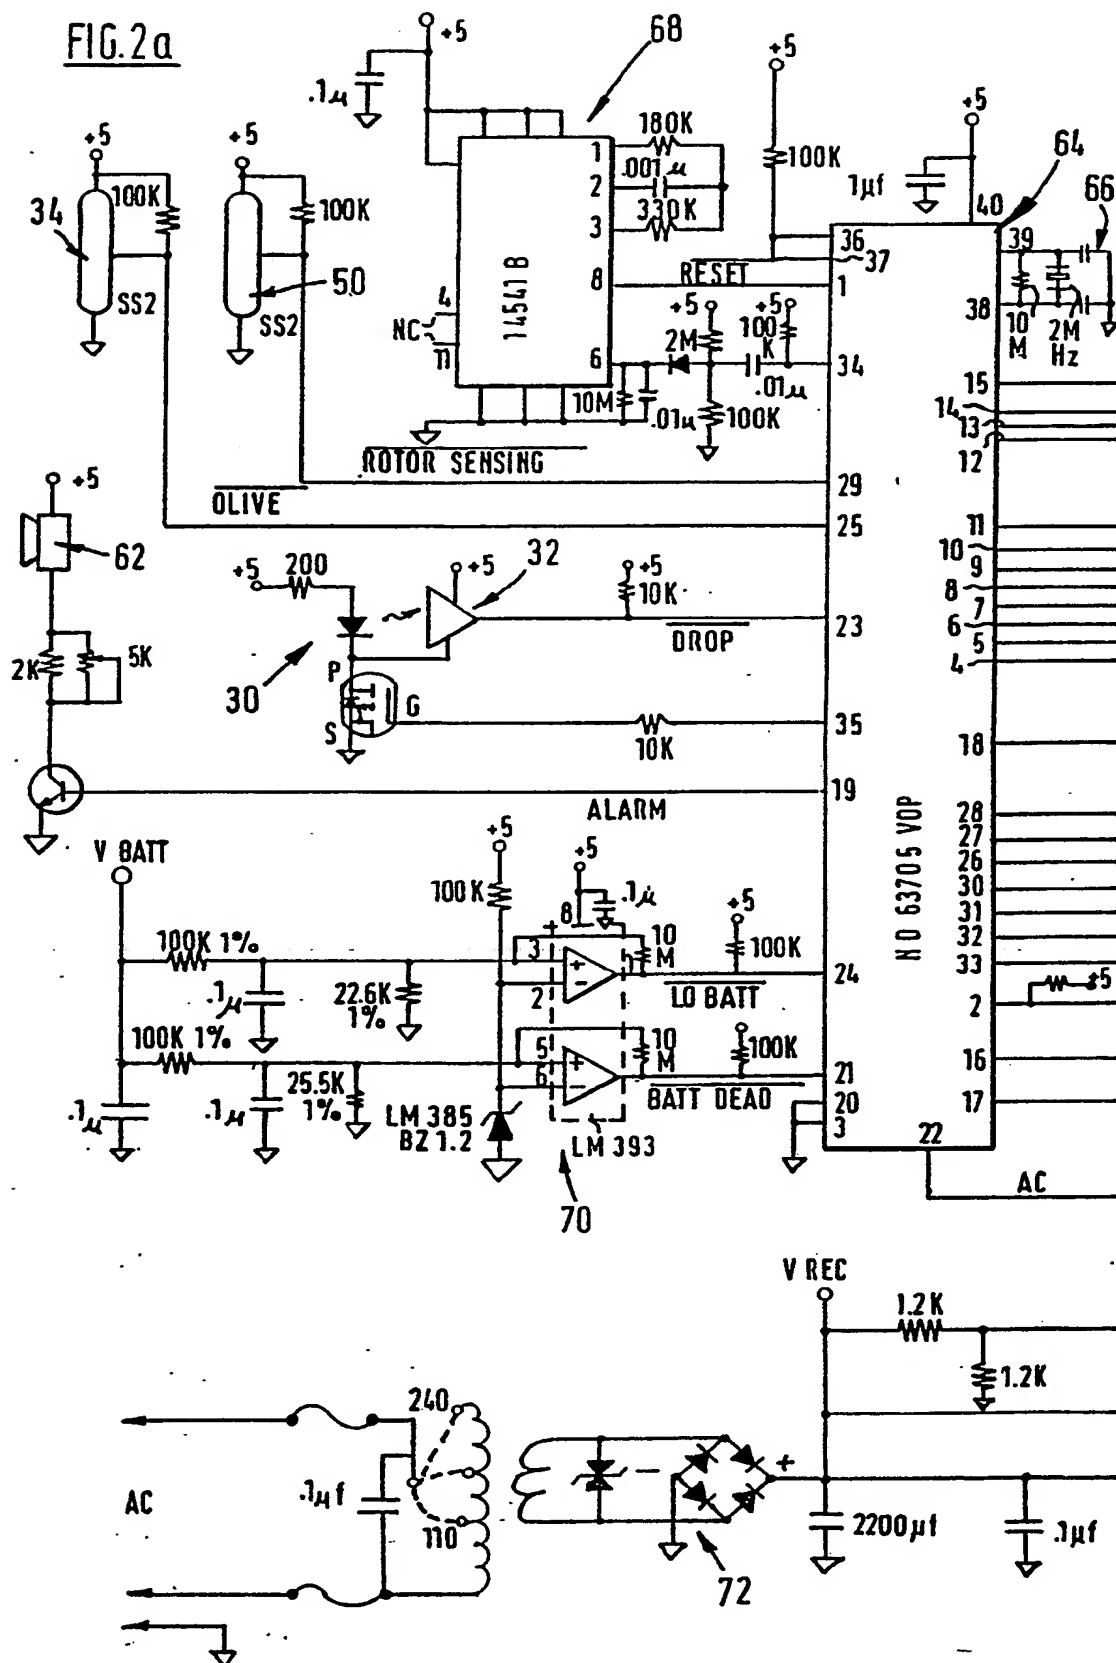 FIG.2a
+5
68
+5
.1μ
180K
.001μ
330K
100K
+5
1μf
64
66
40
+5
100K
34
SS2
+5
100K
50
SS2
1
2
3
8
6
4
NC
11
14541B
RESET
36
37
1
34
39
38
10
M
2M
Hz
+5
2M
+5
100
K
.01μ
10M
.01μ
100K
15
14
13
12
ROTOR SENSING
OLIVE
29
25
11
10
9
8
7
6
5
4
+5
62
2K
5K
+5
200
30
+5
32
+5
10K
DROP
23
P
S
G
10K
35
18
ALARM
19
V BATT
+5
100K
+5
8
.1μ
28
27
26
30
31
32
33
2
+5
16
17
100K 1%
.1μ
22.6K
1%
3
2
+
−
1
10
M
+5
100K
LO BATT
24
100K 1%
.1μ
.1μ
25.5K
1%
5
6
+
−
10
M
100K
BATT DEAD
21
20
3
22
LM 385
BZ 1.2
LM 393
70
AC
V REC
1.2K
1.2K
240
AC
.1μf
110
−
+
72
2200μf
.1μf